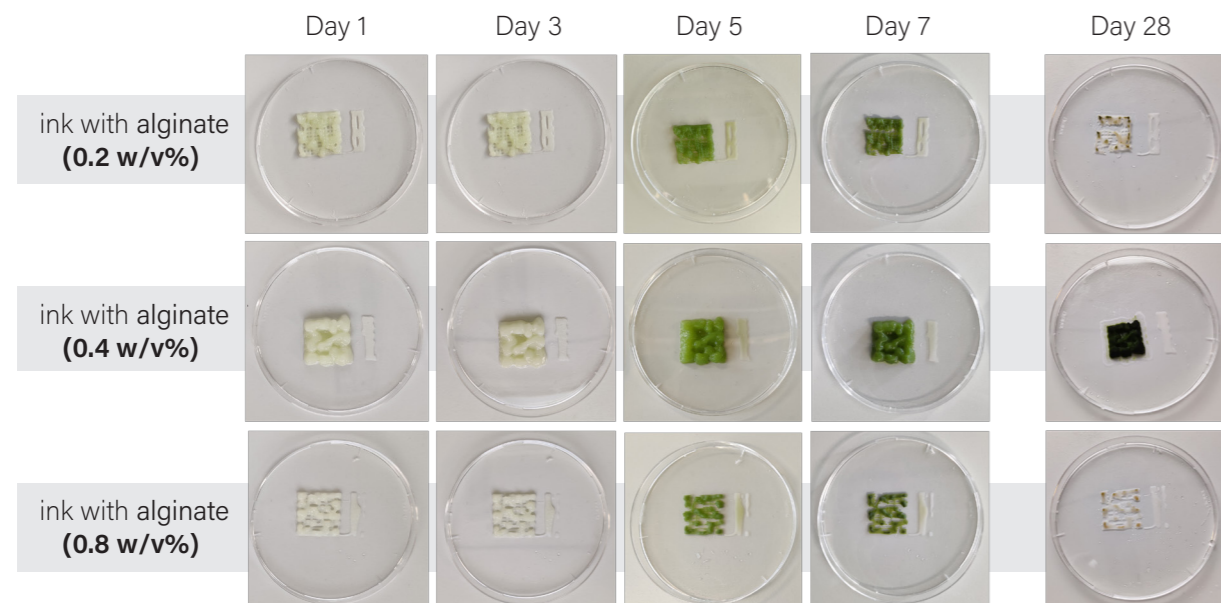 Day 1
Day 3
Day 5
Day 7
Day 28
ink with alginate
(0.2 w/v%)
ink with alginate
(0.4 w/v%)
ink with alginate
(0.8 w/v%)